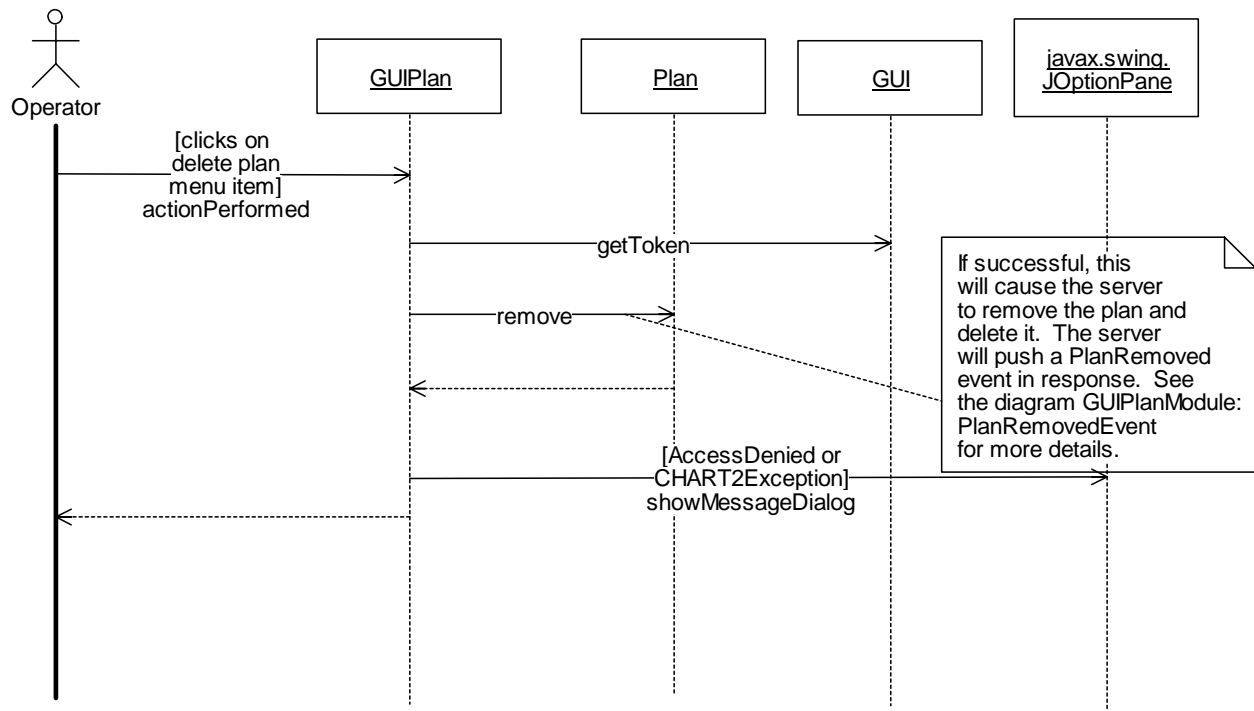 Operator
GUIPlan
Plan
GUI
javax.swing.
JOptionPane
[clicks on
delete plan
menu item]
actionPerformed
getToken
remove
If successful, this
will cause the server
to remove the plan and
delete it.  The server
will push a PlanRemoved
event in response.  See
the diagram GUIPlanModule:
PlanRemovedEvent
for more details.
[AccessDenied or
CHART2Exception]
showMessageDialog